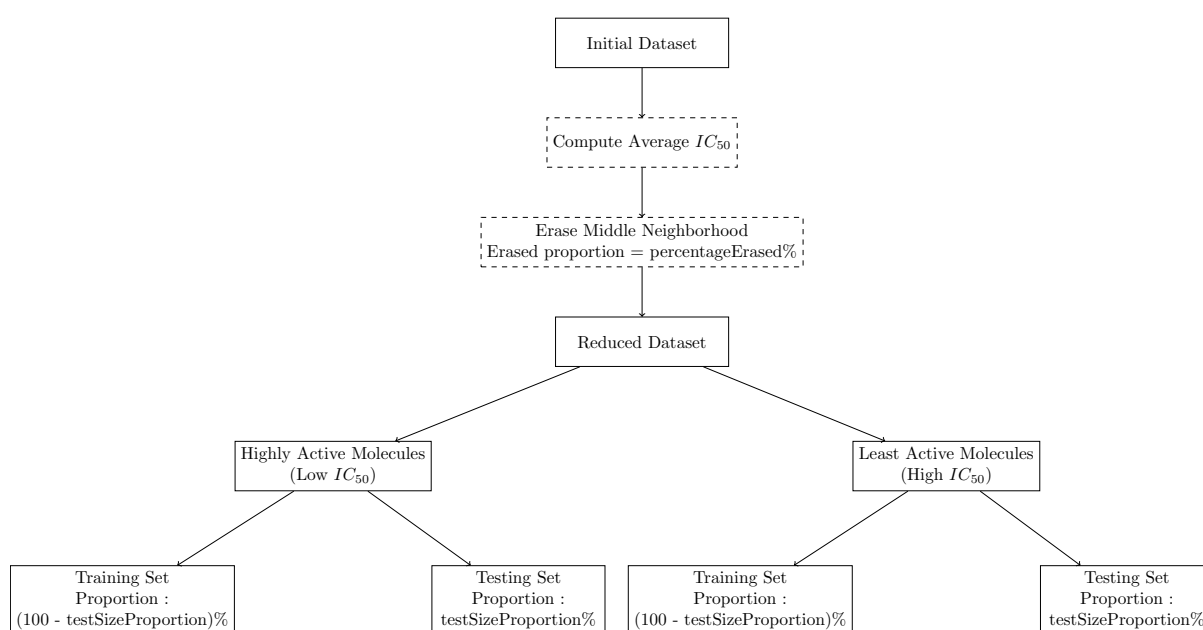 Initial Dataset
Compute Average IC₅₀
Erase Middle Neighborhood
Erased proportion = percentageErased%
Reduced Dataset
Highly Active Molecules
(Low IC₅₀)
Least Active Molecules
(High IC₅₀)
Training Set
Proportion :
(100 - testSizeProportion)%
Testing Set
Proportion :
testSizeProportion%
Training Set
Proportion :
(100 - testSizeProportion)%
Testing Set
Proportion :
testSizeProportion%